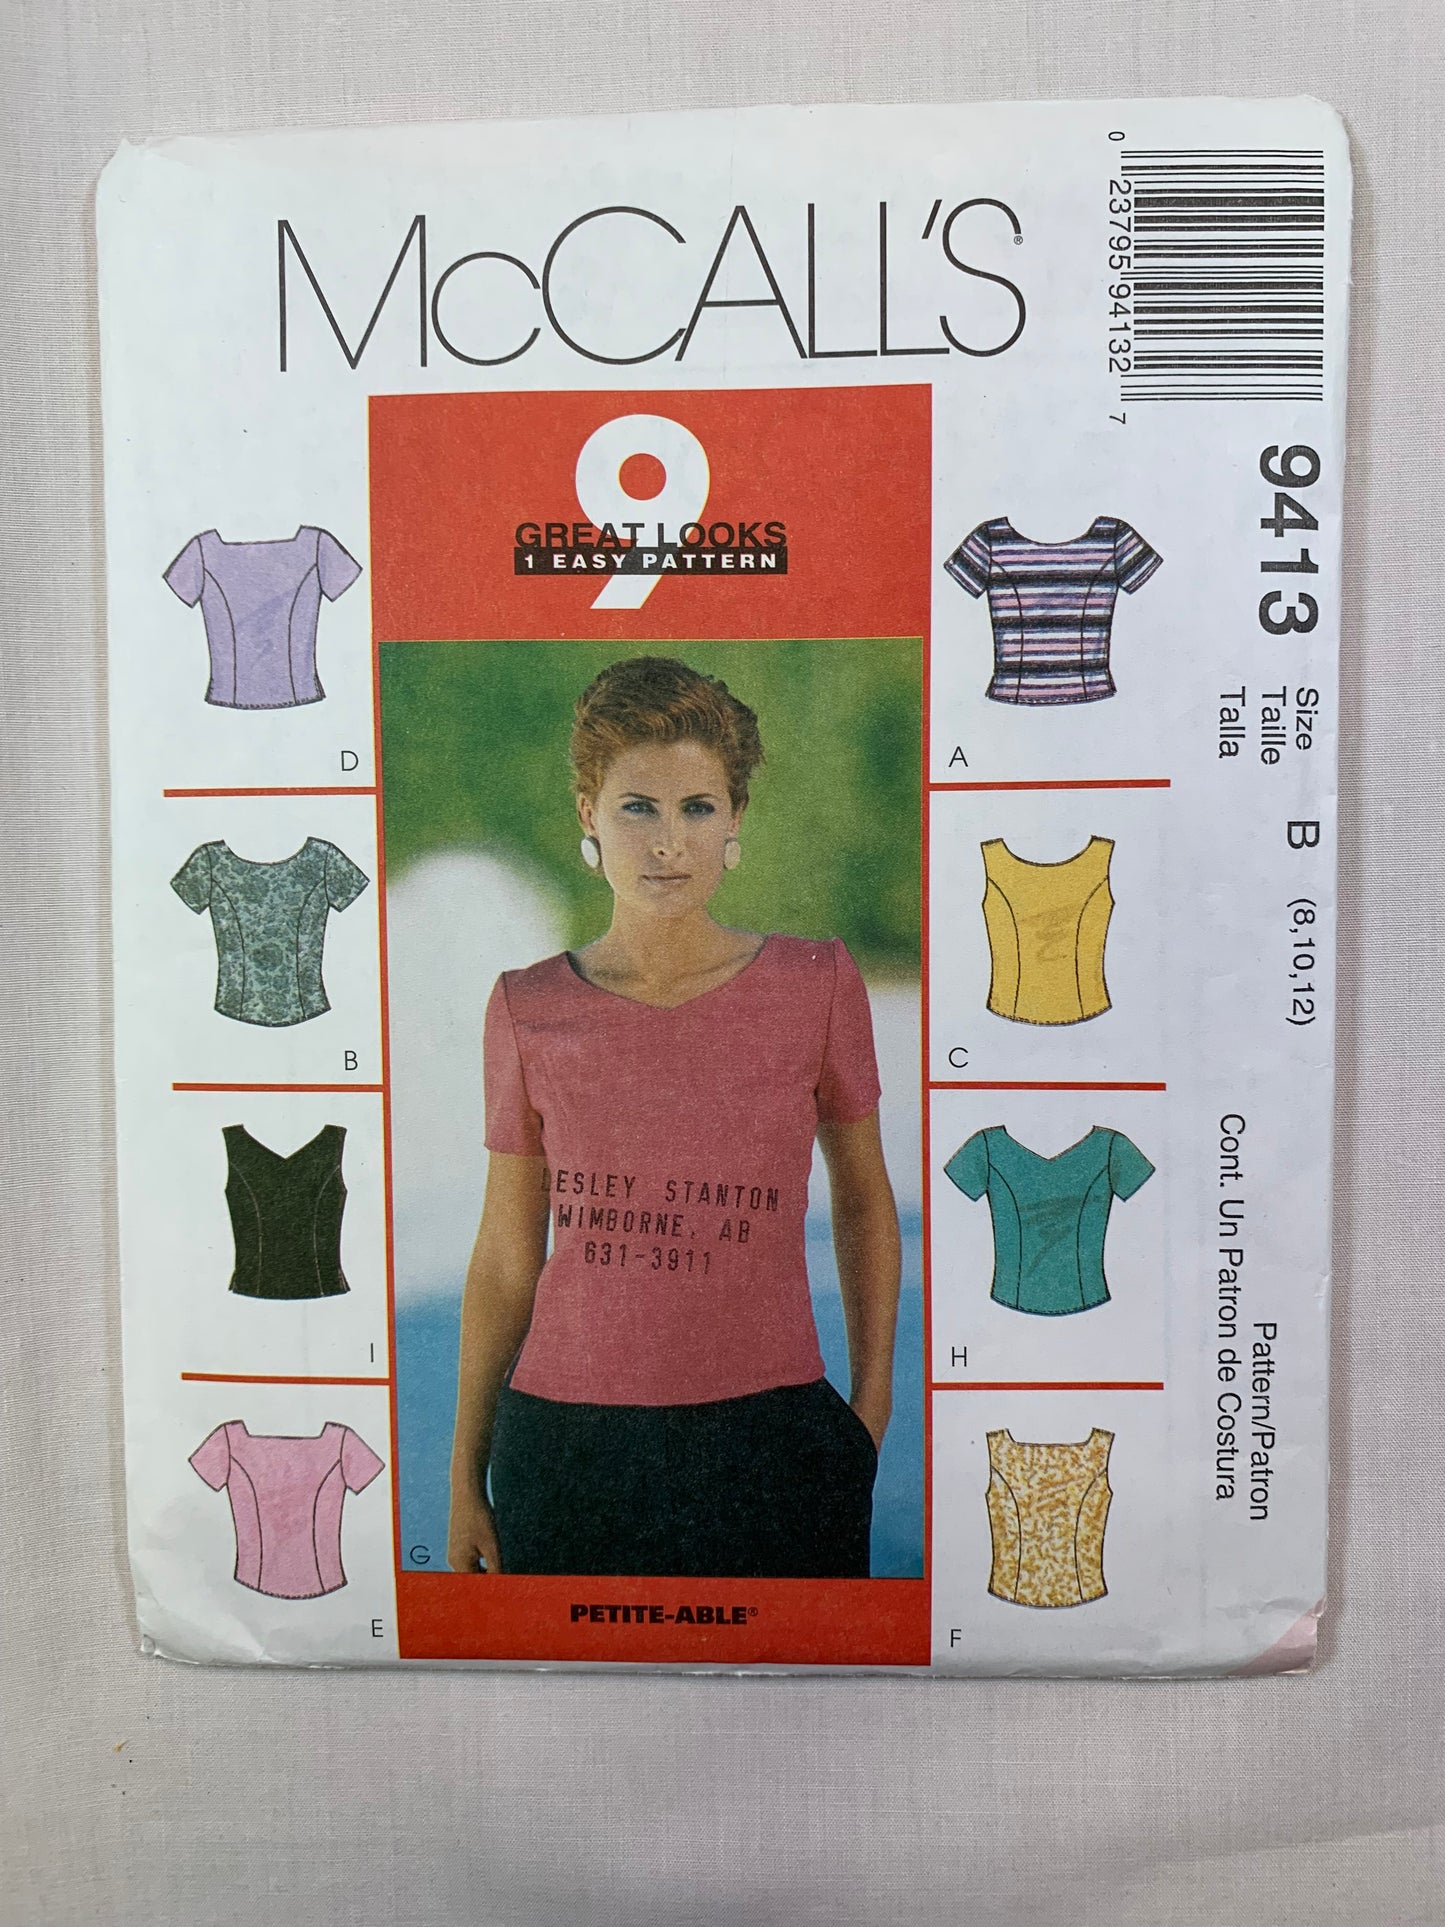 McCALL'S®
9
GREAT LOOKS
1 EASY PATTERN
D
B
I
E
G
LESLEY STANTON
WIMBORNE, AB
631-3911
PETITE-ABLE®
A
C
H
F
0 23795 94132 7
9413
Size B (8,10,12)
Taille
Talla
Pattern/Patron
Cont. Un Patron de Costura